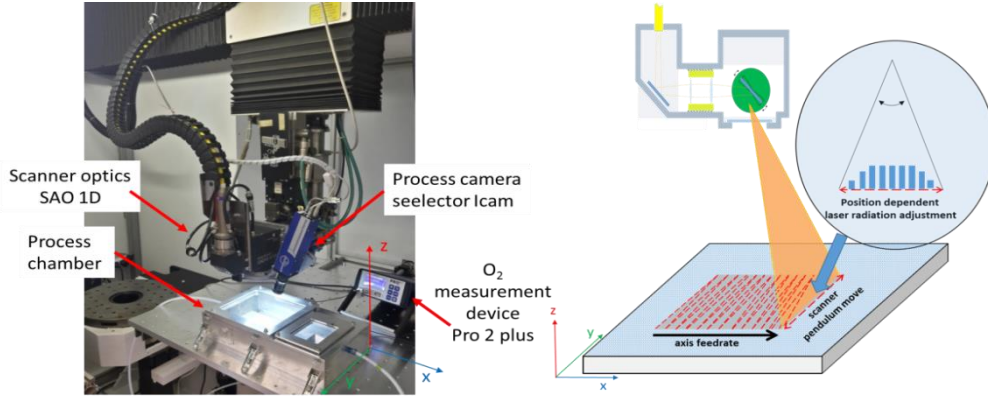 Scanner optics
SAO 1D
Process
chamber
Process camera
seelector Icam
O₂
measurement
device
Pro 2 plus
z
y
x
Position dependent
laser radiation adjustment
scanner
pendulum move
axis feedrate
z
y
x